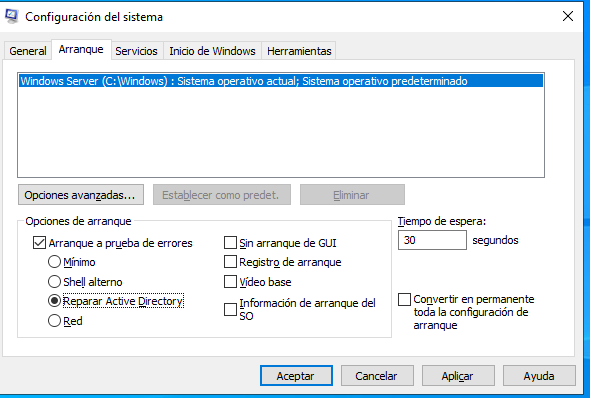 Configuración del sistema
General Arranque Servicios Inicio de Windows Herramientas
Windows Server (C:\Windows) : Sistema operativo actual; Sistema operativo predeterminado
Opciones avanzadas... Establecer como predet. Eliminar
Opciones de arranque
Arranque a prueba de errores
Mínimo
Shell alterno
Reparar Active Directory
Red
Sin arranque de GUI
Registro de arranque
Vídeo base
Información de arranque del
SO
Tiempo de espera:
30 segundos
Convertir en permanente
toda la configuración de
arranque
Aceptar Cancelar Aplicar Ayuda